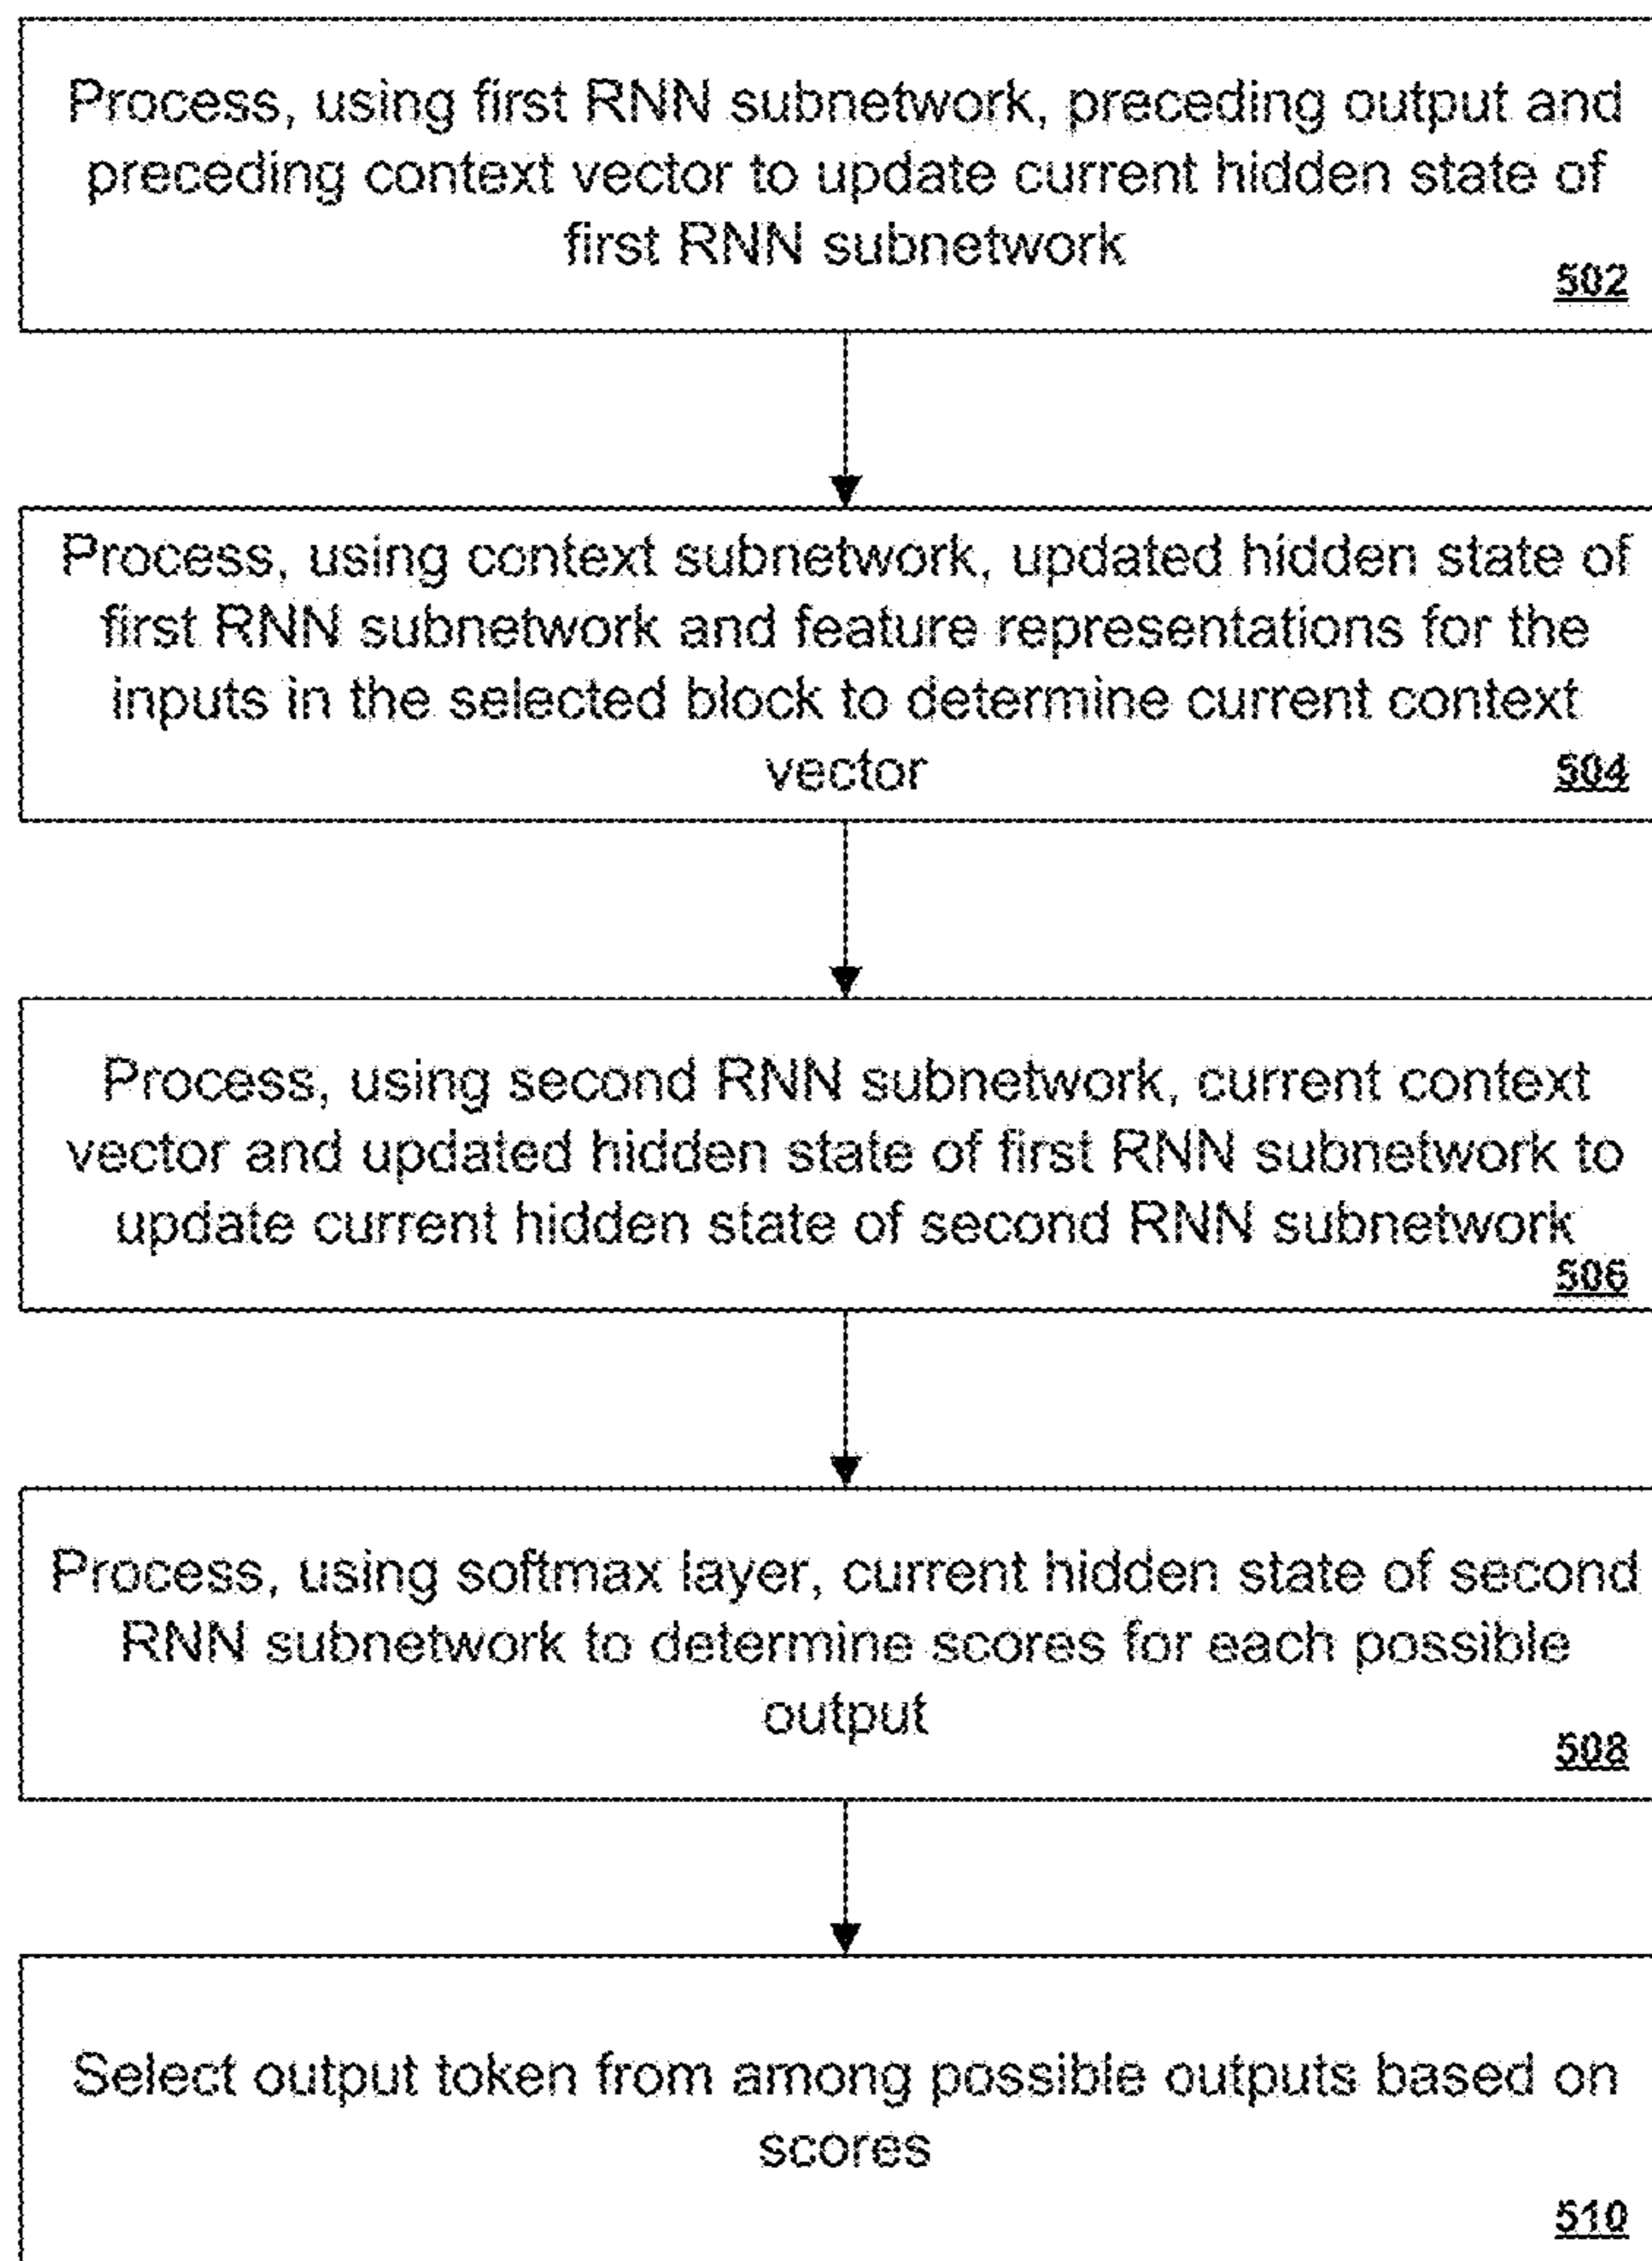 Process, using first RNN subnetwork, preceding output and
preceding context vector to update current hidden state of
first RNN subnetwork
502
Process, using context subnetwork, updated hidden state of
first RNN subnetwork and feature representations for the
inputs in the selected block to determine current context
vector
504
Process, using second RNN subnetwork, current context
vector and updated hidden state of first RNN subnetwork to
update current hidden state of second RNN subnetwork
506
Process, using softmax layer, current hidden state of second
RNN subnetwork to determine scores for each possible
output
508
Select output token from among possible outputs based on
scores
510